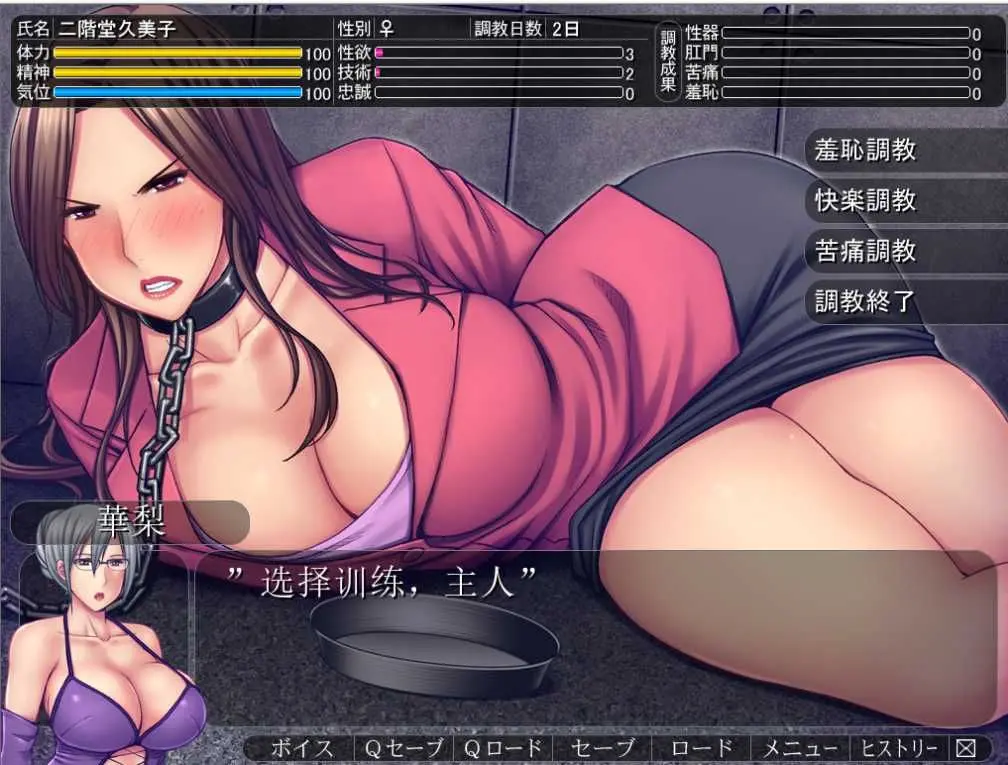 氏名 二階堂久美子 性別 ♀ 調教日数 2日
体力 100 性欲 3
精神 100 技術 2
気位 100 忠誠 0
調教成果
性器 0
肛門 0
苦痛 0
羞恥 0
羞恥調教
快楽調教
苦痛調教
調教終了
華梨
”选择训练，主人”
ボイス Qセーブ Qロード セーブ ロード メニュー ヒストリー